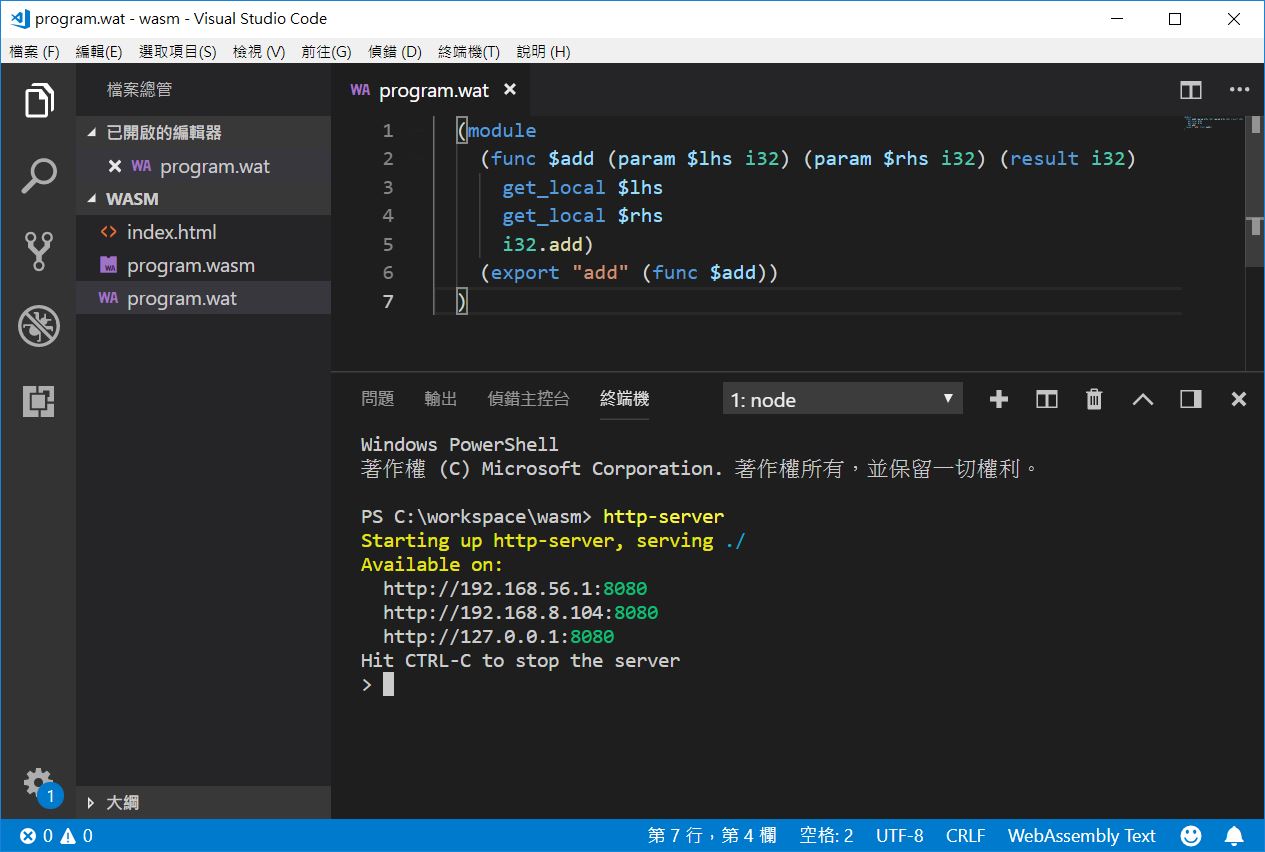 program.wat - wasm - Visual Studio Code
檔案 (F) 編輯(E) 選取項目(S) 檢視 (V) 前往(G) 偵錯 (D) 終端機(T) 說明 (H)
檔案總管
已開啟的編輯器
WA program.wat
WASM
index.html
WA program.wasm
WA program.wat
大綱
1
WA program.wat
1 (module
2 (func $add (param $lhs i32) (param $rhs i32) (result i32)
3 get_local $lhs
4 get_local $rhs
5 i32.add)
6 (export "add" (func $add))
7 )
問題 輸出 偵錯主控台 終端機 1: node
Windows PowerShell
著作權 (C) Microsoft Corporation. 著作權所有，並保留一切權利。
PS C:\workspace\wasm> http-server
Starting up http-server, serving ./
Available on:
http://192.168.56.1:8080
http://192.168.8.104:8080
http://127.0.0.1:8080
Hit CTRL-C to stop the server
>
0 0 第 7 行，第 4 欄 空格: 2 UTF-8 CRLF WebAssembly Text